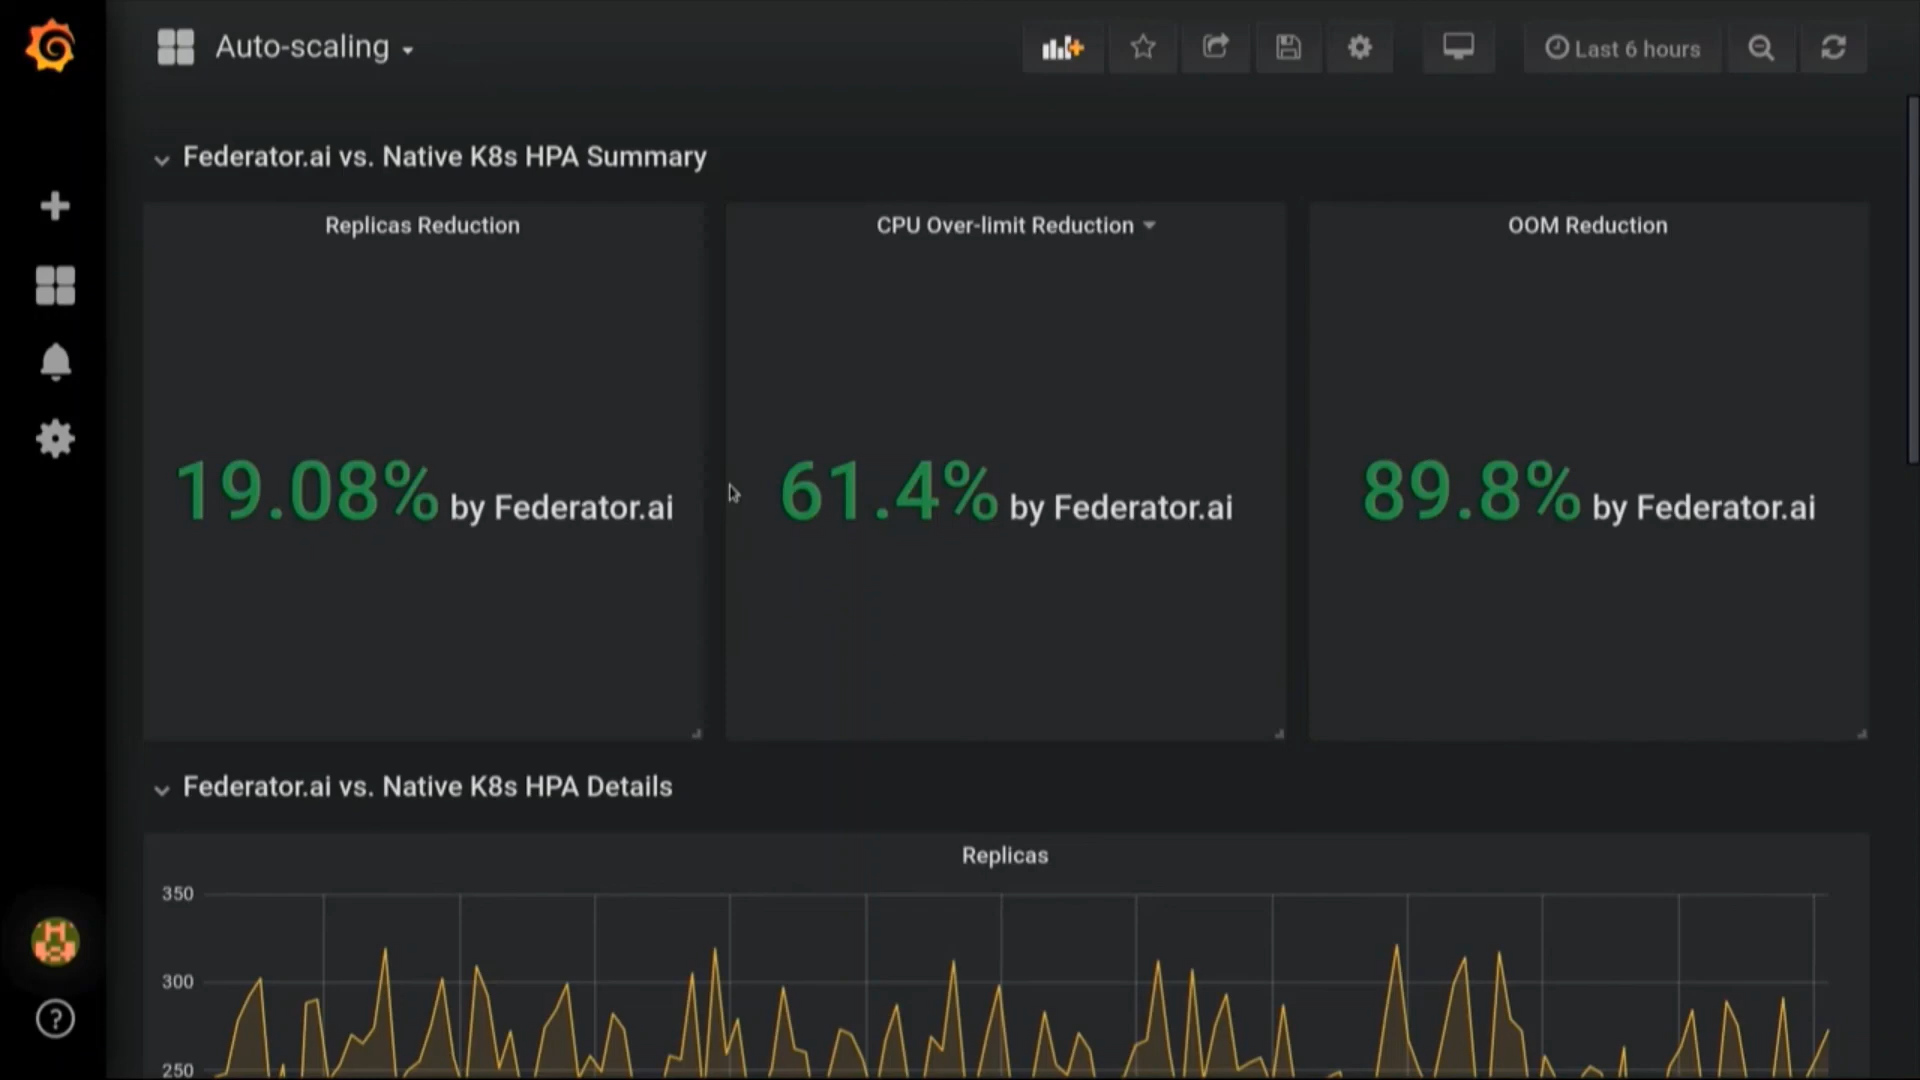 Auto-scaling
Last 6 hours
Federator.ai vs. Native K8s HPA Summary
Replicas Reduction
CPU Over-limit Reduction
OOM Reduction
19.08% by Federator.ai
61.4% by Federator.ai
89.8% by Federator.ai
Federator.ai vs. Native K8s HPA Details
Replicas
350
300
250
?